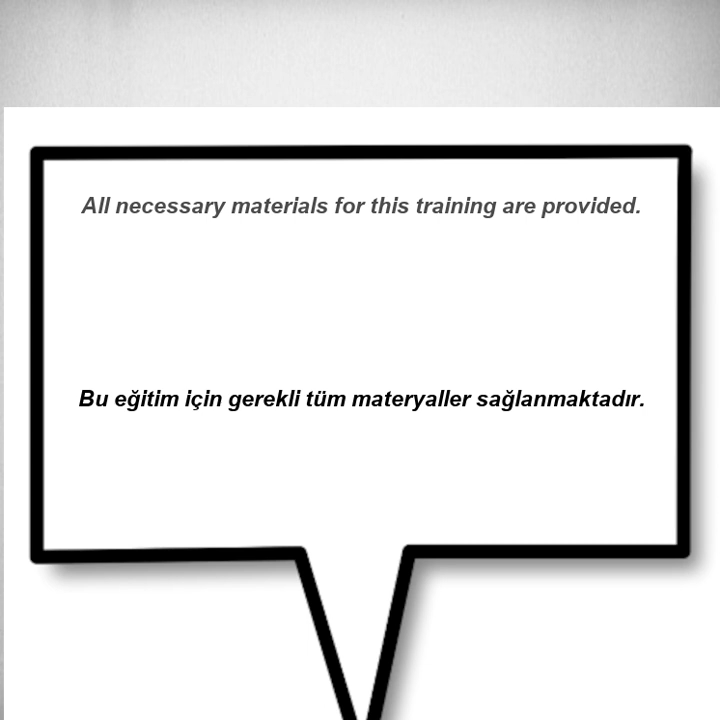 All necessary materials for this training are provided.
Bu eğitim için gerekli tüm materyaller sağlanmaktadır.